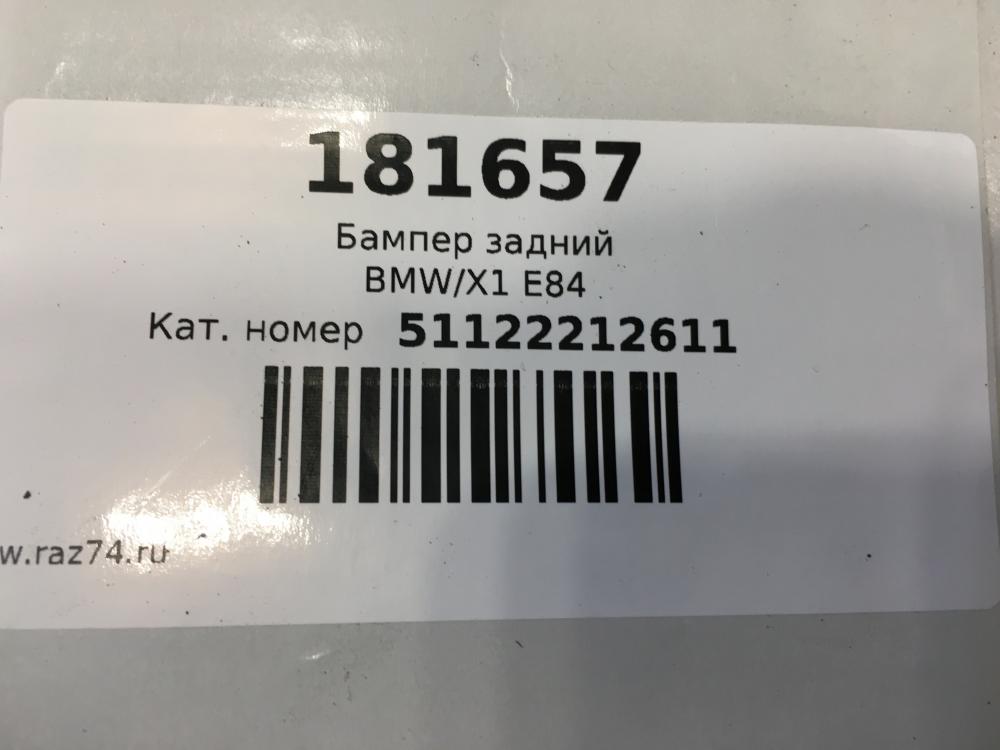 181657
Бампер задний
BMW/X1 E84
Кат. номер 51122212611
w.raz74.ru